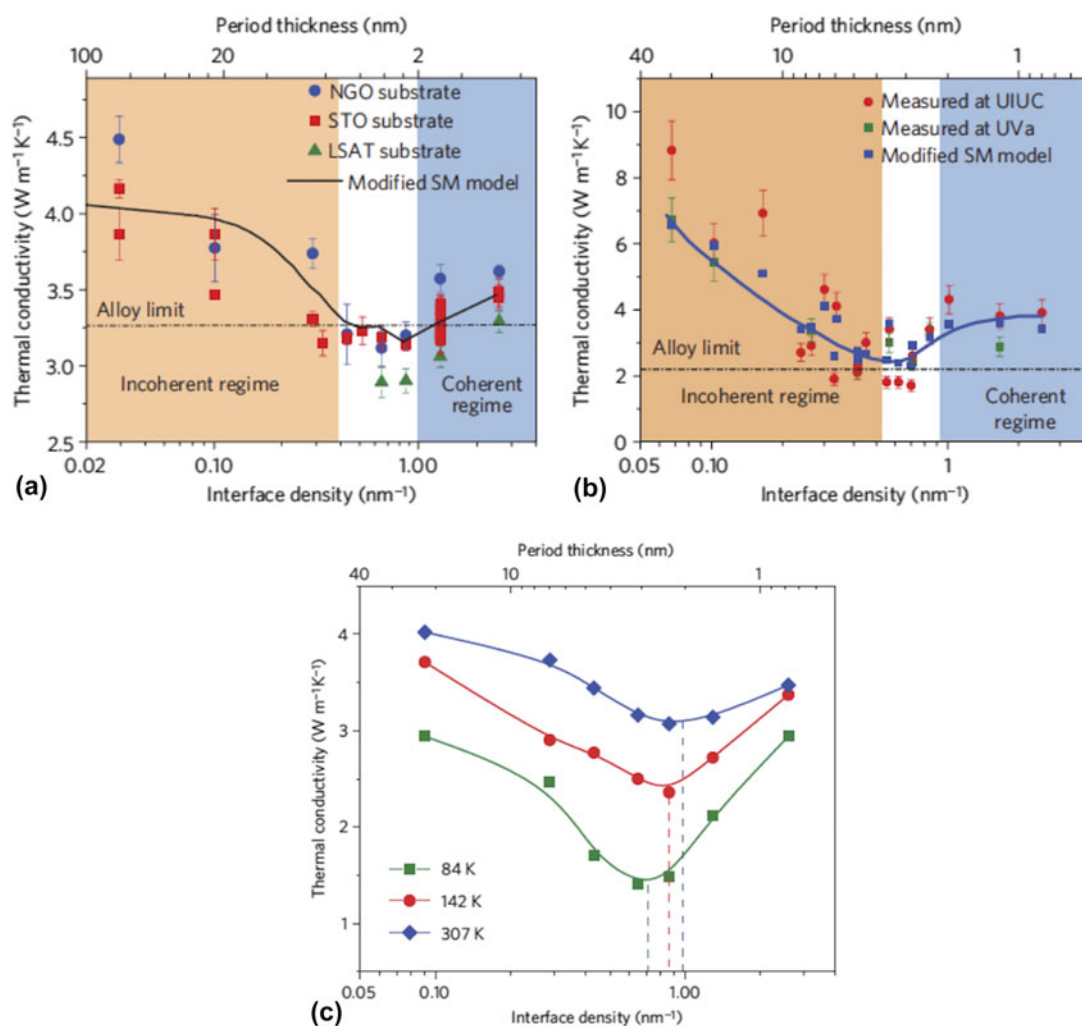 Period thickness (nm)
100 20 2
NGO substrate
STO substrate
LSAT substrate
Modified SM model
Thermal conductivity (W m⁻¹ K⁻¹)
4.5
4.0
3.5
3.0
2.5
Alloy limit
Incoherent regime
Coherent
regime
0.02 0.10 1.00
Interface density (nm⁻¹)
(a)
Period thickness (nm)
40 10 1
Measured at UIUC
Measured at UVa
Modified SM model
Thermal conductivity (W m⁻¹ K⁻¹)
10
8
6
4
2
0
Alloy limit
Incoherent regime
Coherent
regime
0.05 0.10 1
Interface density (nm⁻¹)
(b)
Period thickness (nm)
40 10 1
Thermal conductivity (W m⁻¹K⁻¹)
4
3
2
1
84 K
142 K
307 K
0.05 0.10 1.00
Interface density (nm⁻¹)
(c)